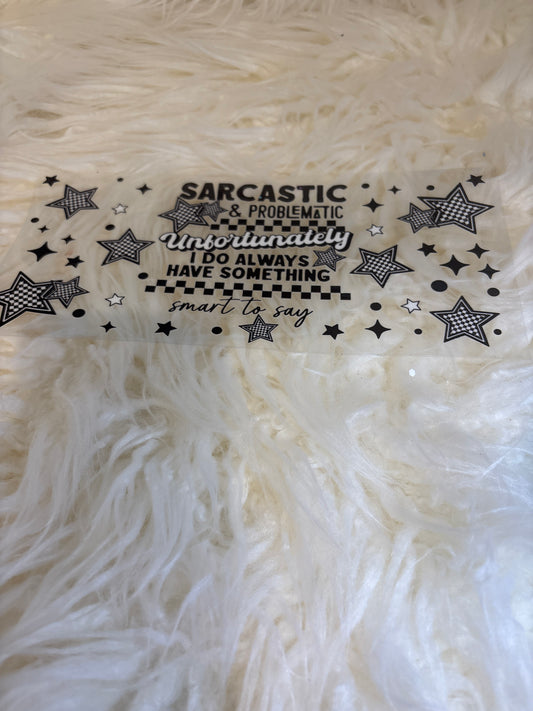 SARCASTIC
& PROBLEMATIC
Unfortunately
I DO ALWAYS
HAVE SOMETHING
smart to say